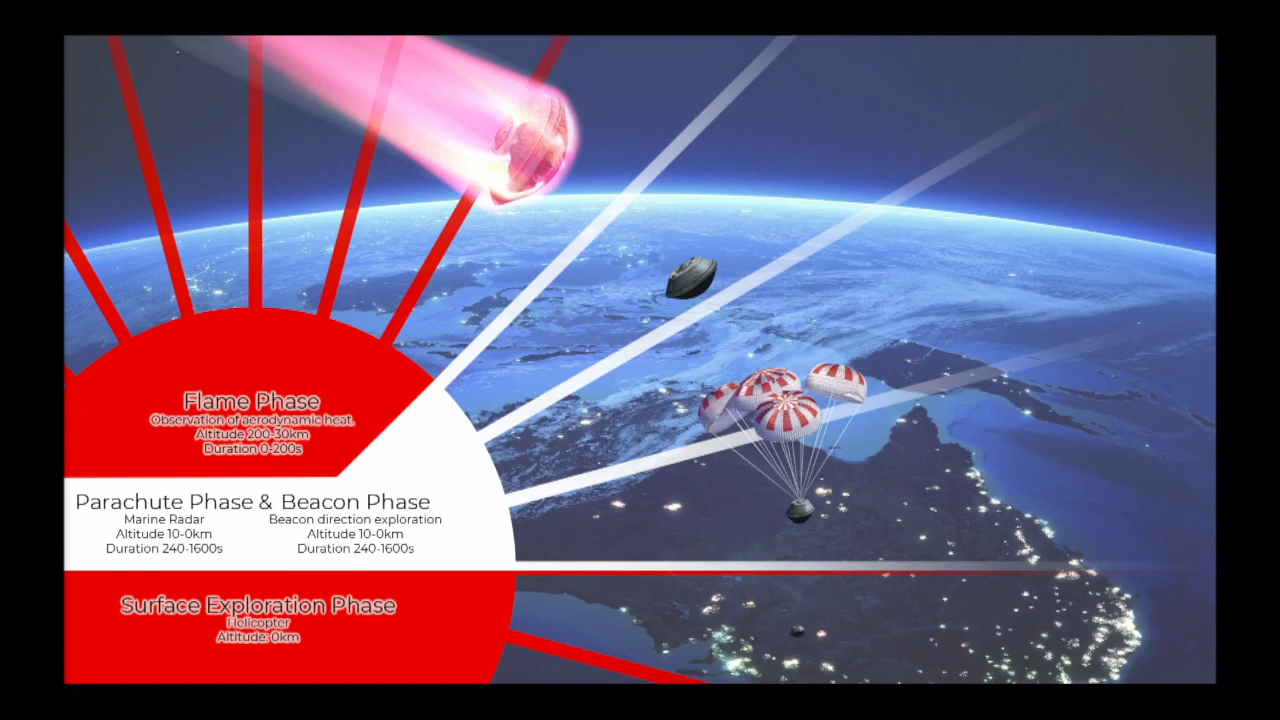 Flame Phase
Observation of aerodynamic heat.
Altitude 200-30km
Duration 0-200s
Parachute Phase & Beacon Phase
Marine Radar
Altitude 10-0km
Duration 240-1600s
Beacon direction exploration
Altitude 10-0km
Duration 240-1600s
Surface Exploration Phase
Helicopter
Altitude: 0km